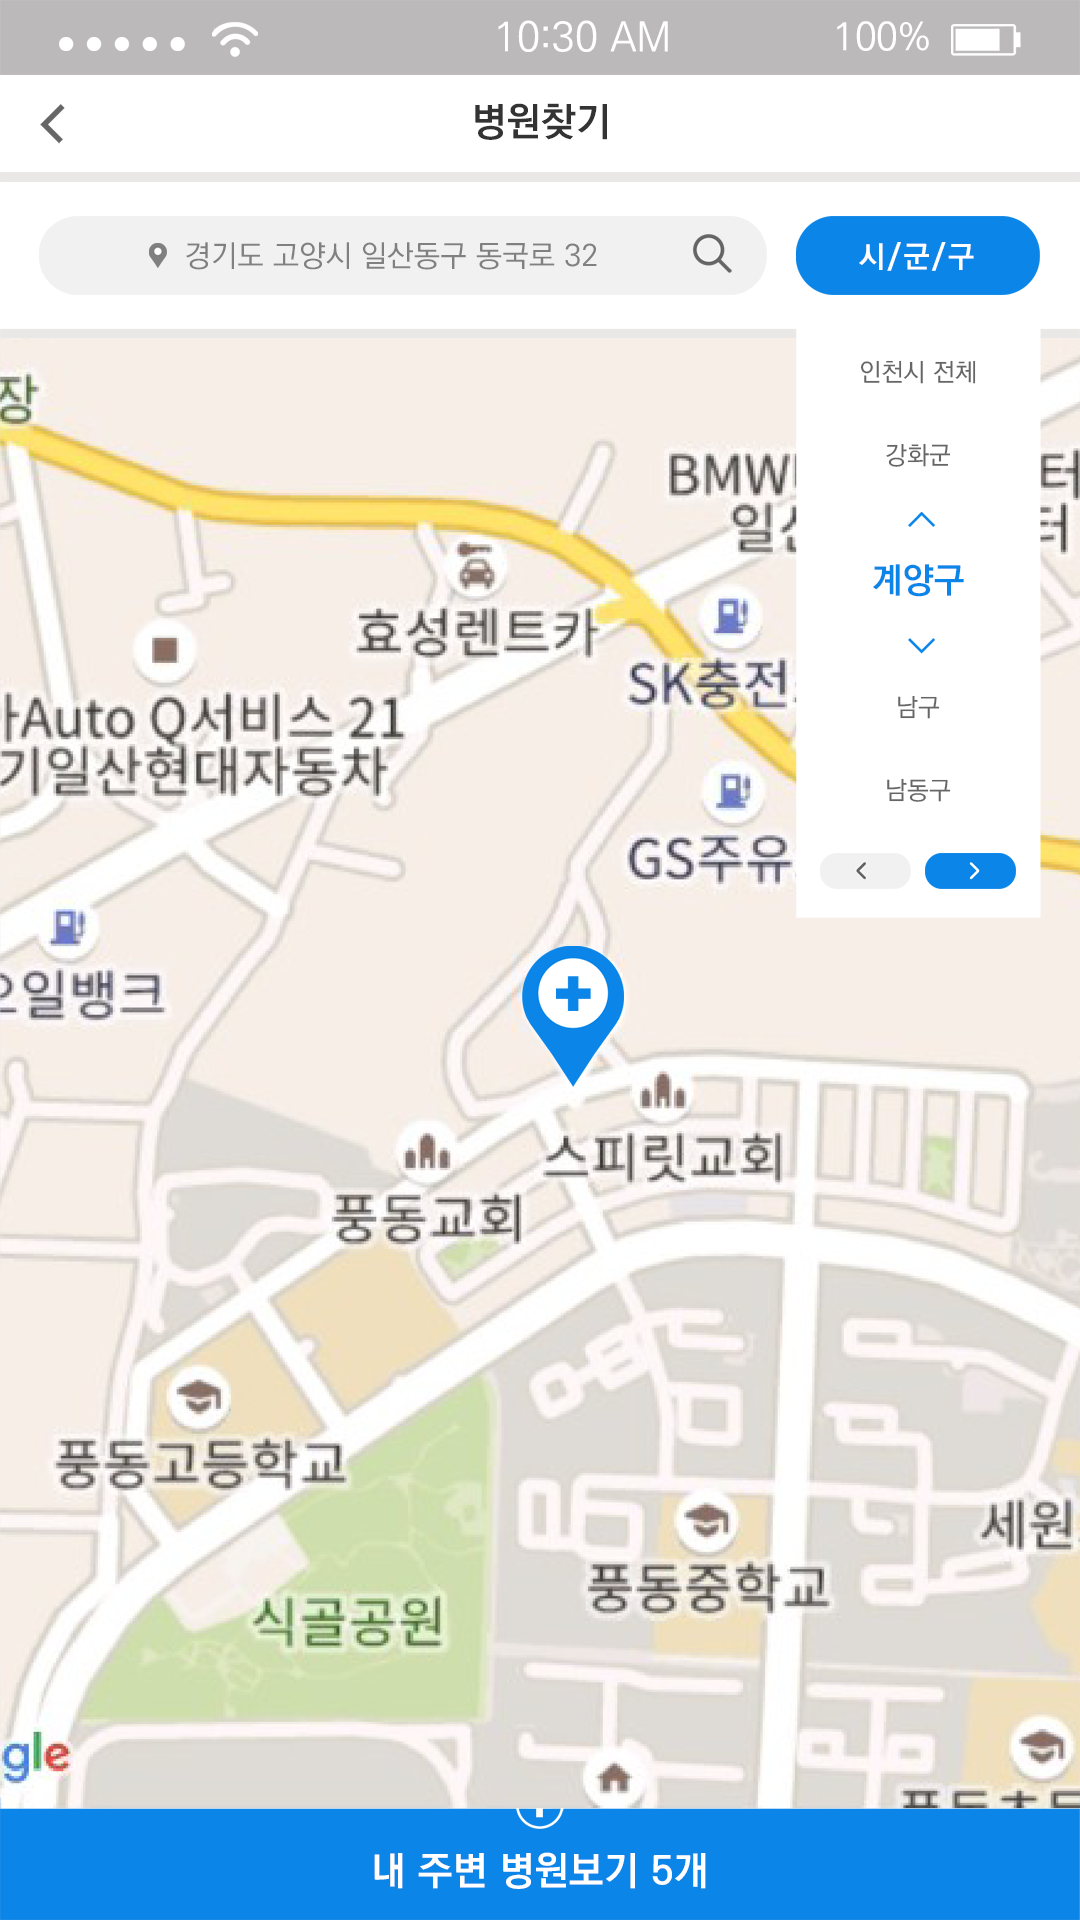 10:30 AM
100%
병원찾기
경기도 고양시 일산동구 동국로 32
시/군/구
인천시 전체
강화군
계양구
남구
남동구
장
BMW
일산
터
터
효성렌트카
SK충전
Auto Q서비스 21
기일산현대자동차
GS주유
오일뱅크
스피릿교회
풍동교회
풍동고등학교
세원
풍동중학교
식골공원
gle
내 주변 병원보기 5개